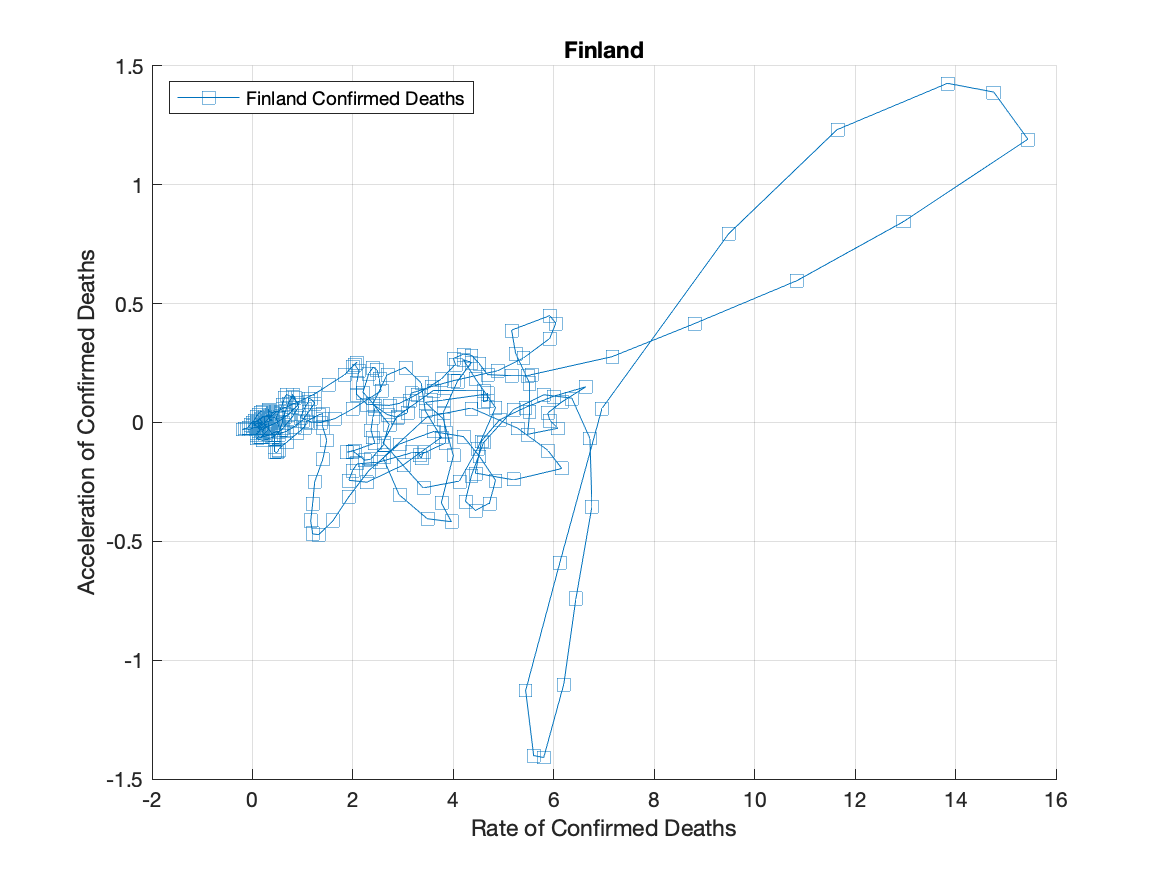 Finland
1.5
Finland Confirmed Deaths
1
0.5
0
-0.5
-1
-1.5
Acceleration of Confirmed Deaths
-2 0 2 4 6 8 10 12 14 16
Rate of Confirmed Deaths